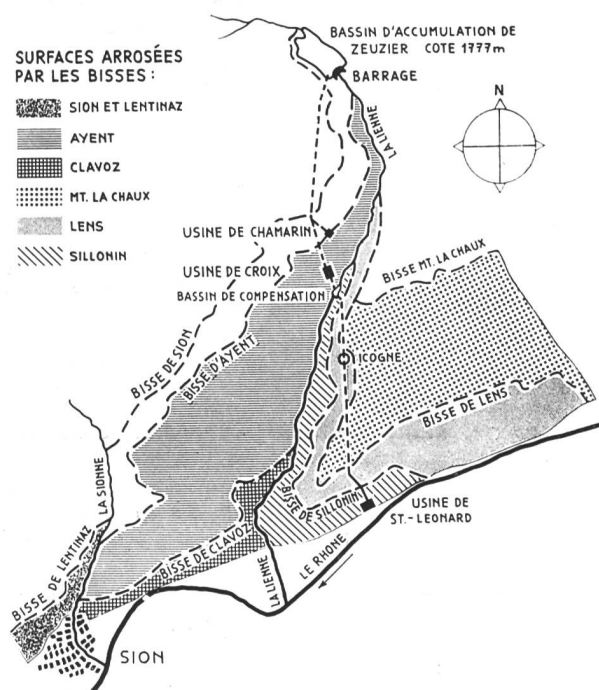 BASSIN D'ACCUMULATION DE
ZEUZIER COTE 1777m
BARRAGE
SURFACES ARROSÉES
PAR LES BISSES :
SION ET LENTINAZ
AYENT
CLAVOZ
MT. LA CHAUX
LENS
SILLONIN
LA LIENNE
N
USINE DE CHAMARIN
USINE DE CROIX
BASSIN DE COMPENSATION
BISSE MT. LA CHAUX
BISSE DE SION
BISSE D'AYENT
ICOGNE
BISSE DE LENS
LA SIONNE
BISSE DE SILLONIN
USINE DE
ST.-LEONARD
BISSE DE LENTINAZ
BISSE DE CLAVOZ
LA LIENNE
LE RHONE
SION